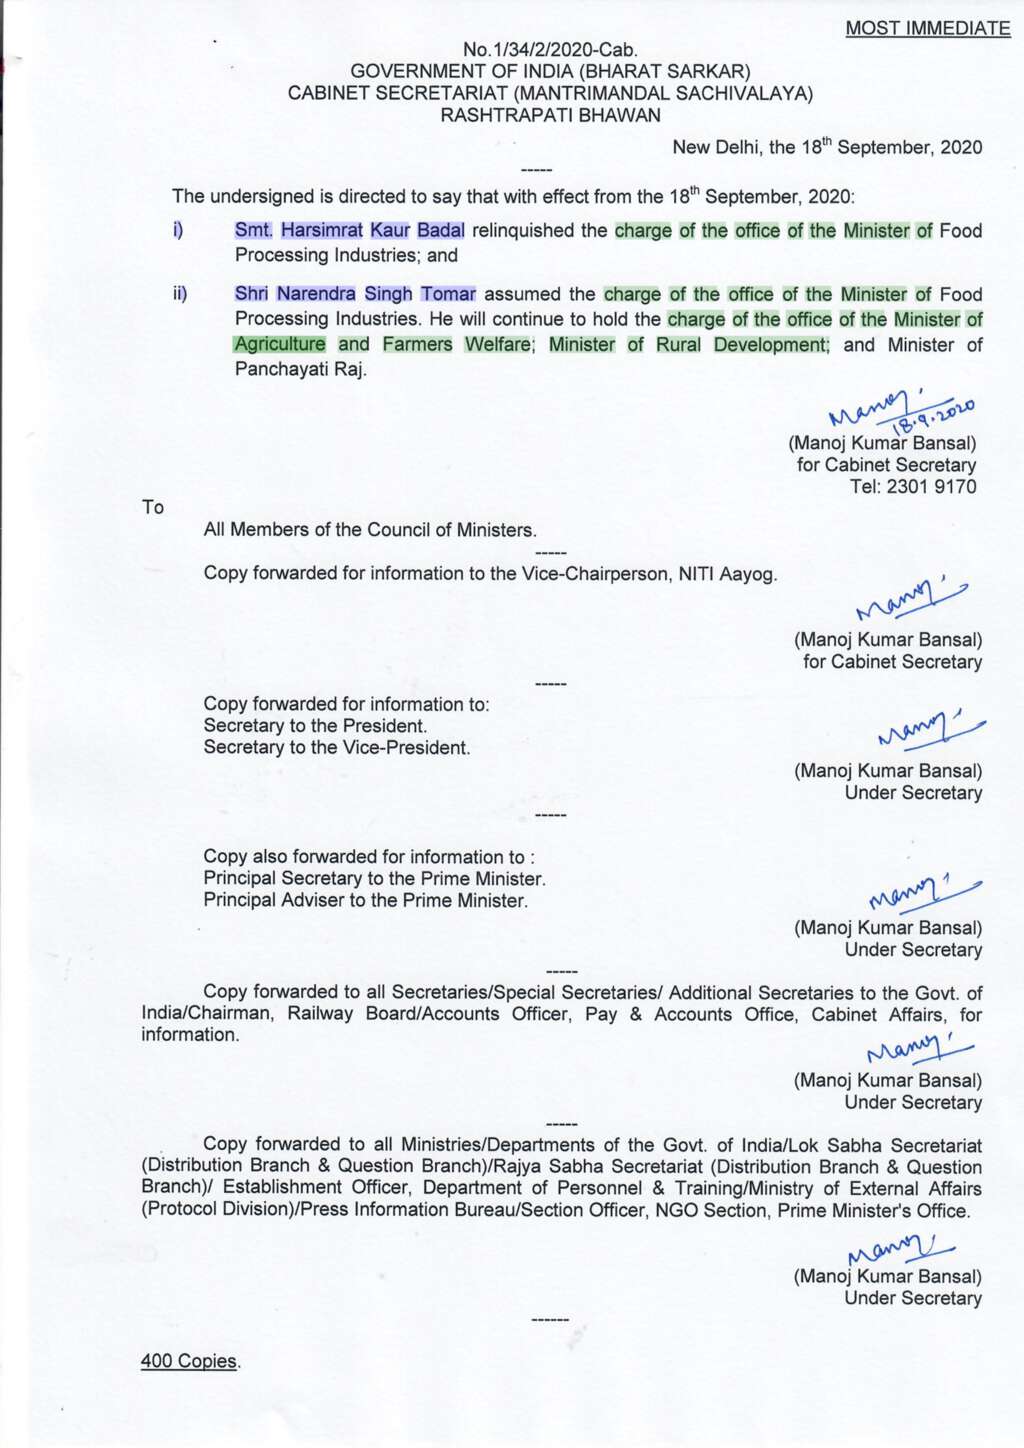 MOST IMMEDIATE
No.1/34/2/2020-Cab.
GOVERNMENT OF INDIA (BHARAT SARKAR)
CABINET SECRETARIAT (MANTRIMANDAL SACHIVALAYA)
RASHTRAPATI BHAWAN
New Delhi, the 18th September, 2020
-----
The undersigned is directed to say that with effect from the 18th September, 2020:
i) Smt. Harsimrat Kaur Badal relinquished the charge of the office of the Minister of Food
Processing Industries; and
ii) Shri Narendra Singh Tomar assumed the charge of the office of the Minister of Food
Processing Industries. He will continue to hold the charge of the office of the Minister of
Agriculture and Farmers Welfare; Minister of Rural Development; and Minister of
Panchayati Raj.
Manoj
18.9.2020
(Manoj Kumar Bansal)
for Cabinet Secretary
Tel: 2301 9170
To
All Members of the Council of Ministers.
-----
Copy forwarded for information to the Vice-Chairperson, NITI Aayog.
Manoj
(Manoj Kumar Bansal)
for Cabinet Secretary
-----
Copy forwarded for information to:
Secretary to the President.
Secretary to the Vice-President.
Manoj
(Manoj Kumar Bansal)
Under Secretary
-----
Copy also forwarded for information to :
Principal Secretary to the Prime Minister.
Principal Adviser to the Prime Minister.
Manoj
(Manoj Kumar Bansal)
Under Secretary
-----
Copy forwarded to all Secretaries/Special Secretaries/ Additional Secretaries to the Govt. of
India/Chairman, Railway Board/Accounts Officer, Pay & Accounts Office, Cabinet Affairs, for
information.
Manoj
(Manoj Kumar Bansal)
Under Secretary
-----
Copy forwarded to all Ministries/Departments of the Govt. of India/Lok Sabha Secretariat
(Distribution Branch & Question Branch)/Rajya Sabha Secretariat (Distribution Branch & Question
Branch)/ Establishment Officer, Department of Personnel & Training/Ministry of External Affairs
(Protocol Division)/Press Information Bureau/Section Officer, NGO Section, Prime Minister's Office.
Manoj
(Manoj Kumar Bansal)
Under Secretary
------
400 Copies.